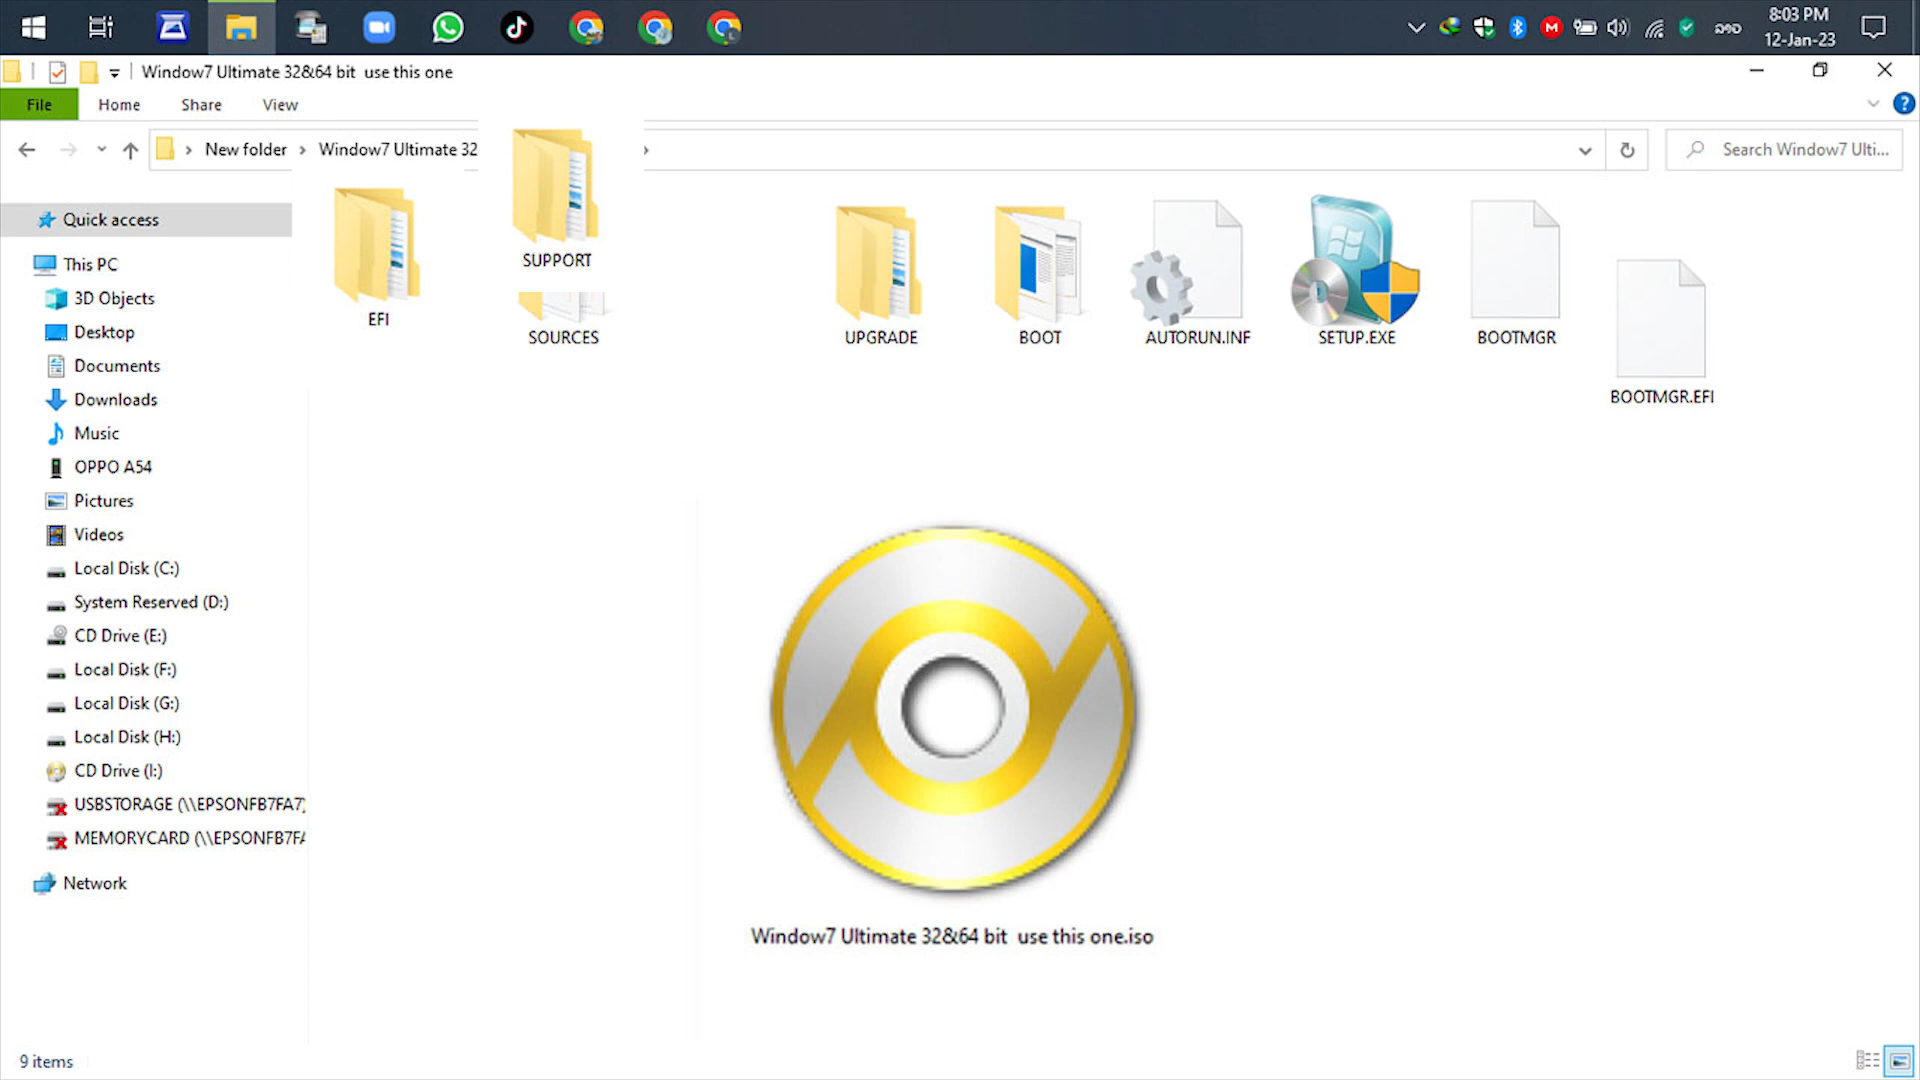 8:03 PM
ລາວ
12-Jan-23
Window7 Ultimate 32&64 bit  use this one
File
Home
Share
View
New folder
Window7 Ultimate 32
Search Window7 Ulti...
Quick access
This PC
3D Objects
Desktop
Documents
Downloads
Music
OPPO A54
Pictures
Videos
Local Disk (C:)
System Reserved (D:)
CD Drive (E:)
Local Disk (F:)
Local Disk (G:)
Local Disk (H:)
CD Drive (I:)
USBSTORAGE (\\EPSONFB7FA7)
MEMORYCARD (\\EPSONFB7FA
Network
EFI
SUPPORT
SOURCES
UPGRADE
BOOT
AUTORUN.INF
SETUP.EXE
BOOTMGR
BOOTMGR.EFI
Window7 Ultimate 32&64 bit  use this one.iso
9 items